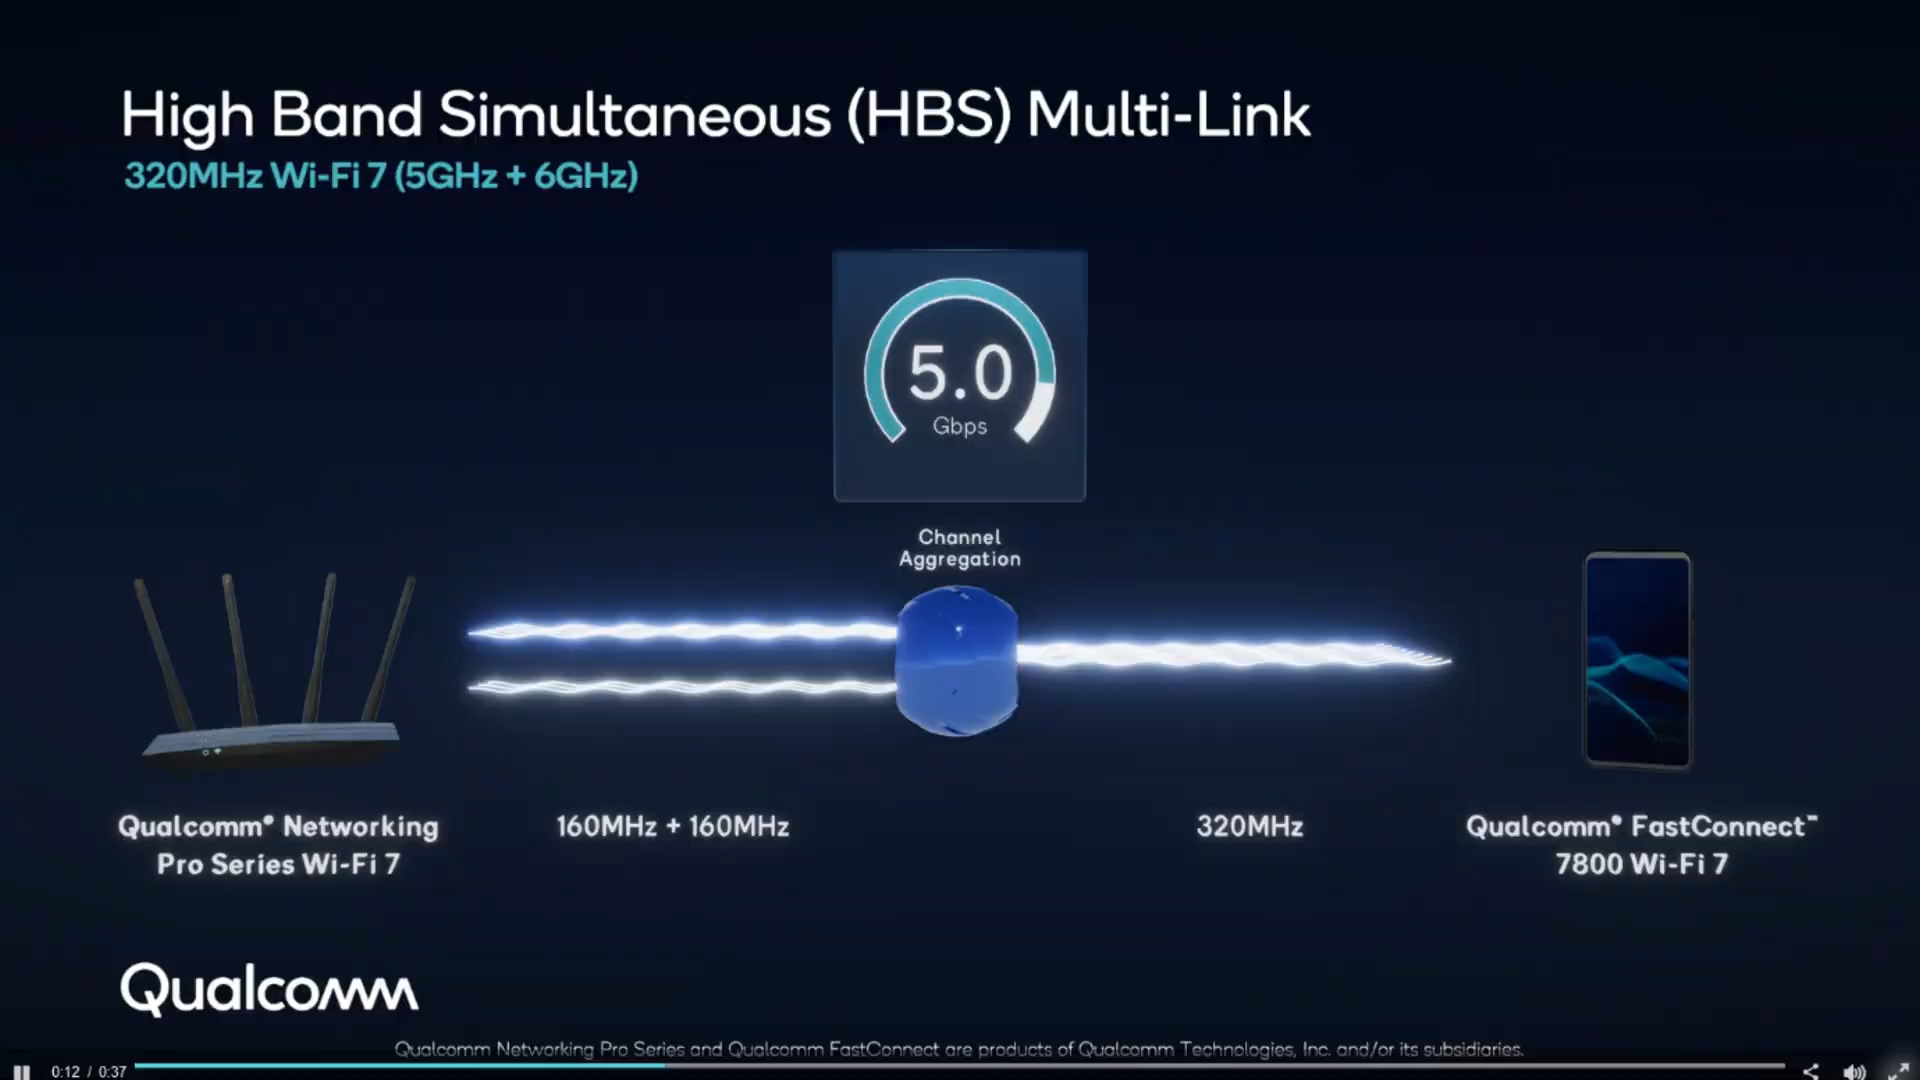 High Band Simultaneous (HBS) Multi-Link
320MHz Wi-Fi 7 (5GHz + 6GHz)
5.0
Gbps
Channel
Aggregation
Qualcomm® Networking
Pro Series Wi-Fi 7
160MHz + 160MHz
320MHz
Qualcomm® FastConnect™
7800 Wi-Fi 7
Qualcomm
Qualcomm Networking Pro Series and Qualcomm FastConnect are products of Qualcomm Technologies, Inc. and/or its subsidiaries.
0:12 / 0:37